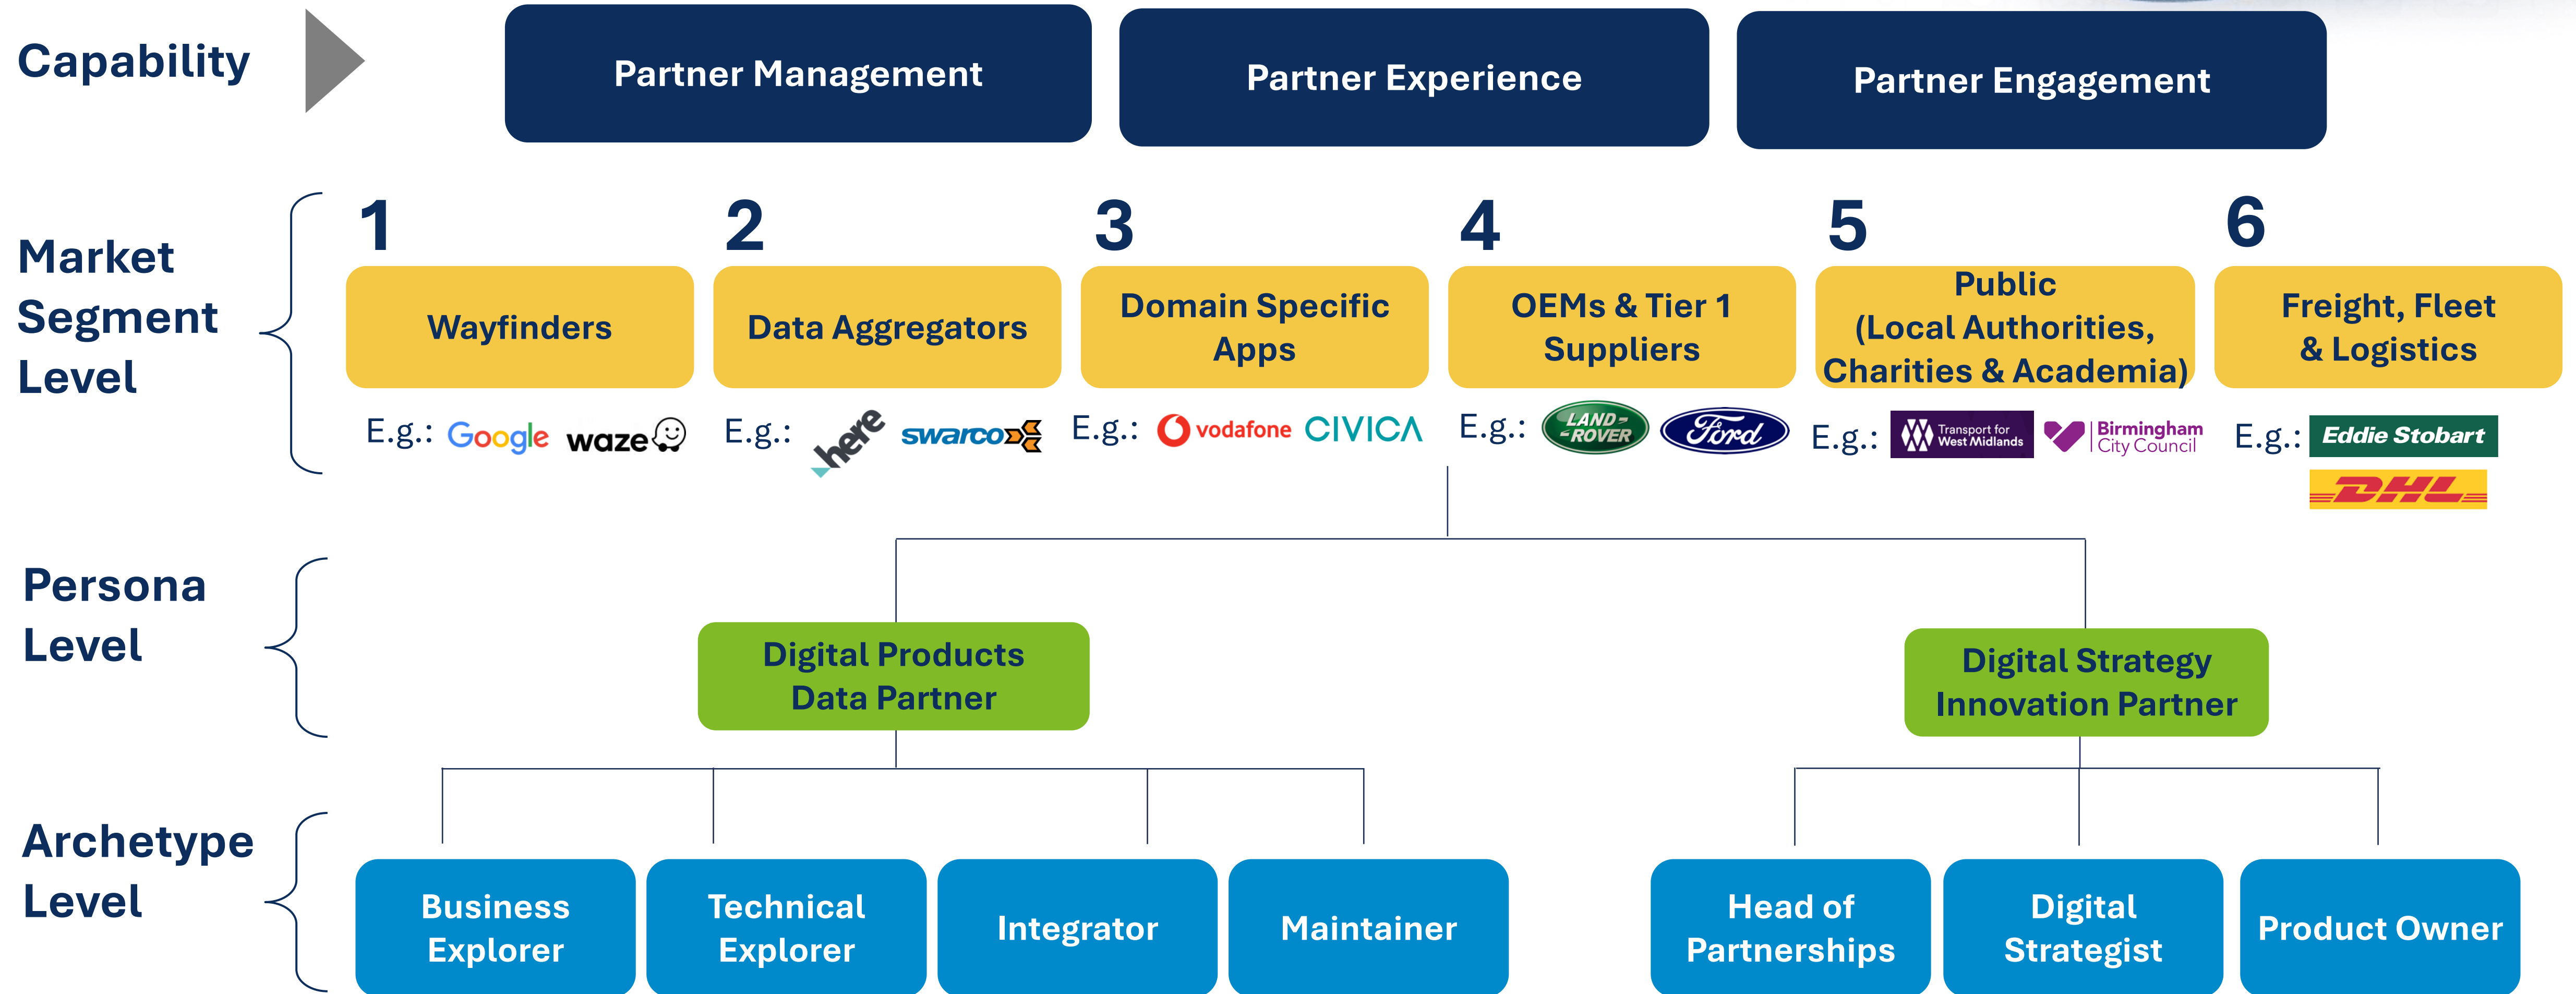 Capability
Partner Management
Partner Experience
Partner Engagement
Market
Segment
Level
1
2
3
4
5
6
Wayfinders
Data Aggregators
Domain Specific
Apps
OEMs & Tier 1
Suppliers
Public
(Local Authorities,
Charities & Academia)
Freight, Fleet
& Logistics
E.g.: Google waze
E.g.: here swarco
E.g.: vodafone CIVICA
E.g.: LAND-
-ROVER
Ford
E.g.: Transport for
West Midlands
Birmingham
City Council
E.g.: Eddie Stobart
DHL
Persona
Level
Digital Products
Data Partner
Digital Strategy
Innovation Partner
Archetype
Level
Business
Explorer
Technical
Explorer
Integrator
Maintainer
Head of
Partnerships
Digital
Strategist
Product Owner